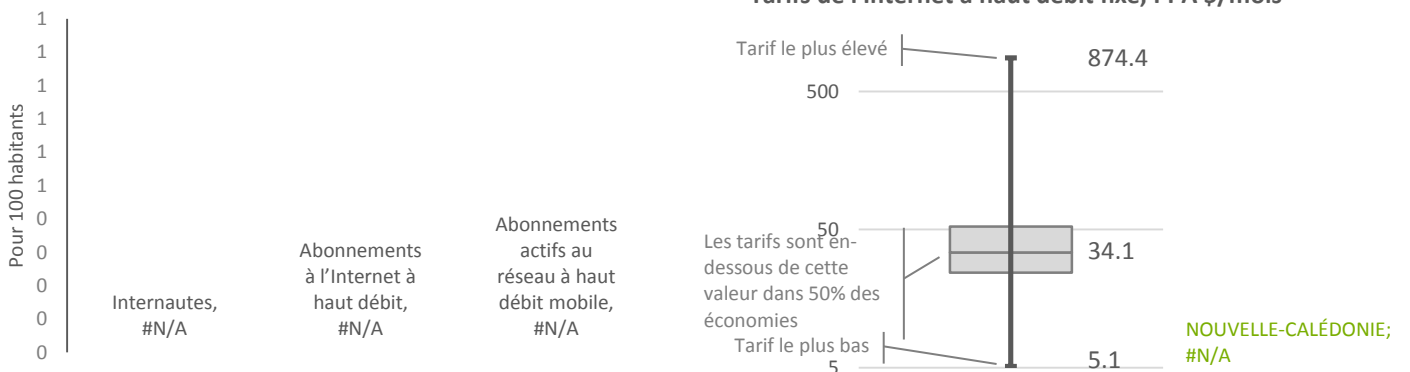 Tarifs de l'Internet à haut débit fixe, PPA $/mois
Pour 100 habitants
1
1
1
1
1
1
0
0
0
0
0
Internautes,
#N/A
Abonnements
à l'Internet à
haut débit,
#N/A
Abonnements
actifs au
réseau à haut
débit mobile,
#N/A
Tarif le plus élevé
874.4
500
50
Les tarifs sont en-
dessous de cette
valeur dans 50% des
économies
34.1
Tarif le plus bas
5.1
5
NOUVELLE-CALÉDONIE;
#N/A